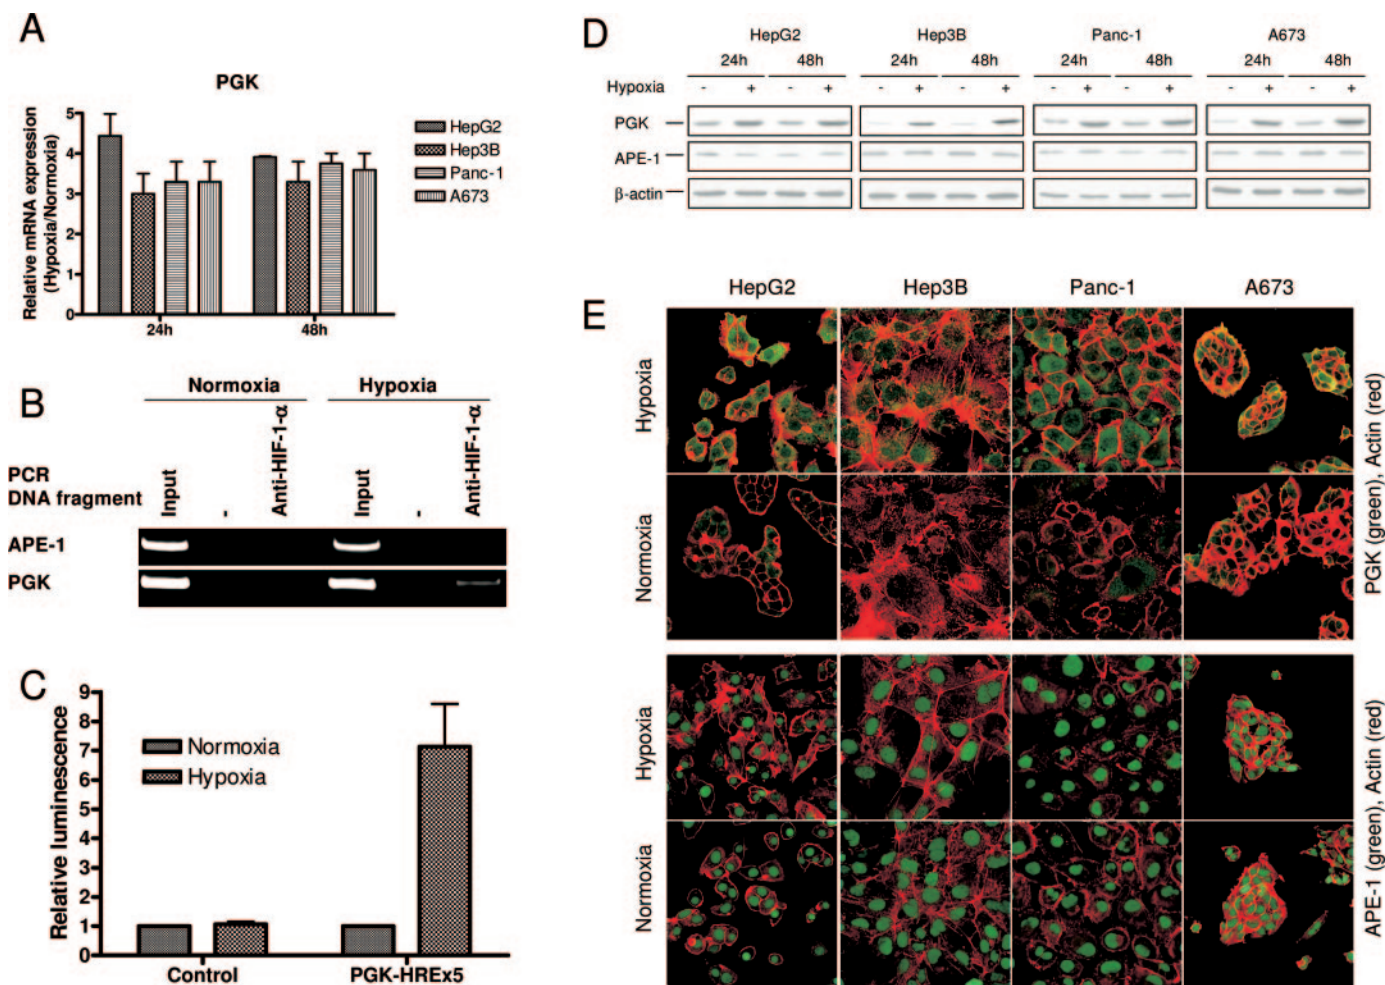 A
PGK
Relative mRNA expression
(Hypoxia/Normoxia)
5
4
3
2
1
0
24h
48h
HepG2
Hep3B
Panc-1
A673
B
Normoxia
Hypoxia
PCR
DNA fragment
Input
-
Anti-HIF-1-α
Input
-
Anti-HIF-1-α
APE-1
PGK
C
Relative luminescence
9
8
7
6
5
4
3
2
1
0
Normoxia
Hypoxia
Control
PGK-HREx5
D
HepG2 Hep3B Panc-1 A673
24h 48h 24h 48h 24h 48h 24h 48h
Hypoxia - + - + - + - + - + - + - + - +
PGK
APE-1
β-actin
E
HepG2 Hep3B Panc-1 A673
Hypoxia
Normoxia
PGK (green), Actin (red)
Hypoxia
Normoxia
APE-1 (green), Actin (red)